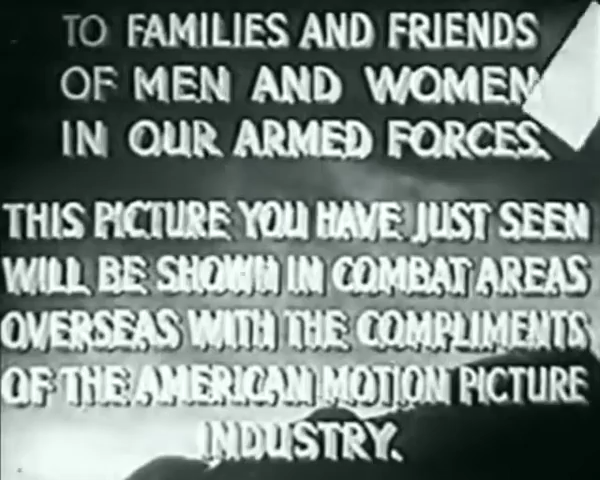 TO FAMILIES AND FRIENDS
OF MEN AND WOMEN
IN OUR ARMED FORCES.
THIS PICTURE YOU HAVE JUST SEEN
WILL BE SHOWN IN COMBAT AREAS
OVERSEAS WITH THE COMPLIMENTS
OF THE AMERICAN MOTION PICTURE
INDUSTRY.